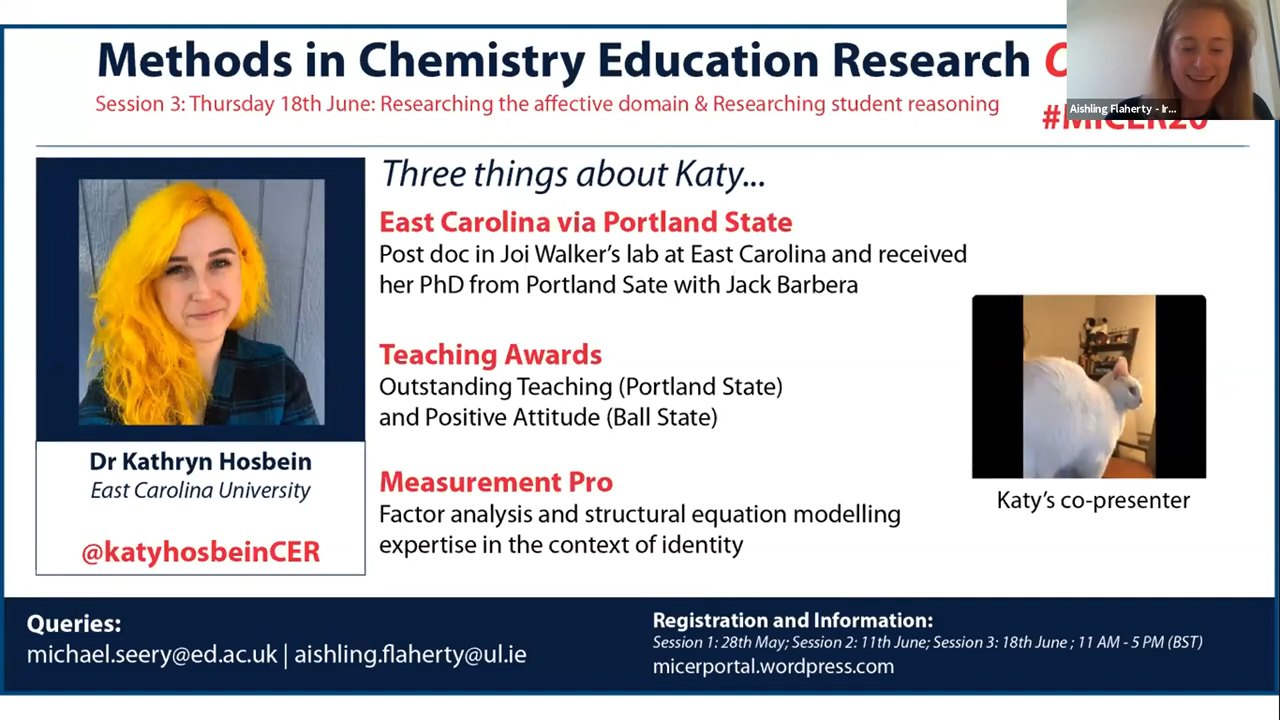 Methods in Chemistry Education Research
Session 3: Thursday 18th June: Researching the affective domain & Researching student reasoning
#MICER20
Aishling Flaherty - Ir...
Three things about Katy...
East Carolina via Portland State
Post doc in Joi Walker's lab at East Carolina and received
her PhD from Portland Sate with Jack Barbera
Teaching Awards
Outstanding Teaching (Portland State)
and Positive Attitude (Ball State)
Measurement Pro
Factor analysis and structural equation modelling
expertise in the context of identity
Dr Kathryn Hosbein
East Carolina University
@katyhosbeinCER
Katy's co-presenter
Queries:
michael.seery@ed.ac.uk | aishling.flaherty@ul.ie
Registration and Information:
Session 1: 28th May; Session 2: 11th June; Session 3: 18th June ; 11 AM - 5 PM (BST)
micerportal.wordpress.com